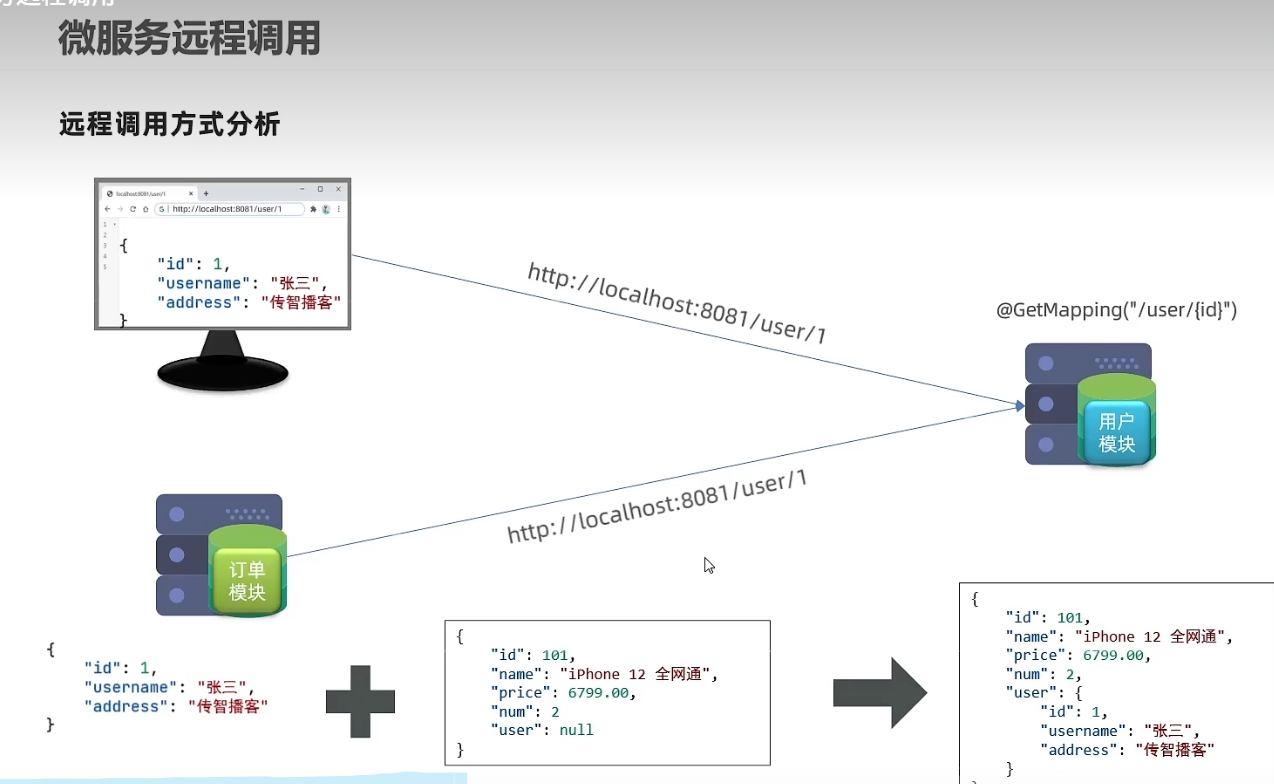 微服务远程调用
远程调用方式分析
localhost:8081/user/1
http://localhost:8081/user/1
1
2
3
4
5
{
"id": 1,
"username": "张三",
"address": "传智播客"
}
http://localhost:8081/user/1
@GetMapping("/user/{id}")
用户
模块
http://localhost:8081/user/1
订单
模块
{
"id": 1,
"username": "张三",
"address": "传智播客"
}
{
"id": 101,
"name": "iPhone 12 全网通",
"price": 6799.00,
"num": 2
"user": null
}
{
"id": 101,
"name": "iPhone 12 全网通",
"price": 6799.00,
"num": 2,
"user": {
"id": 1,
"username": "张三",
"address": "传智播客"
}